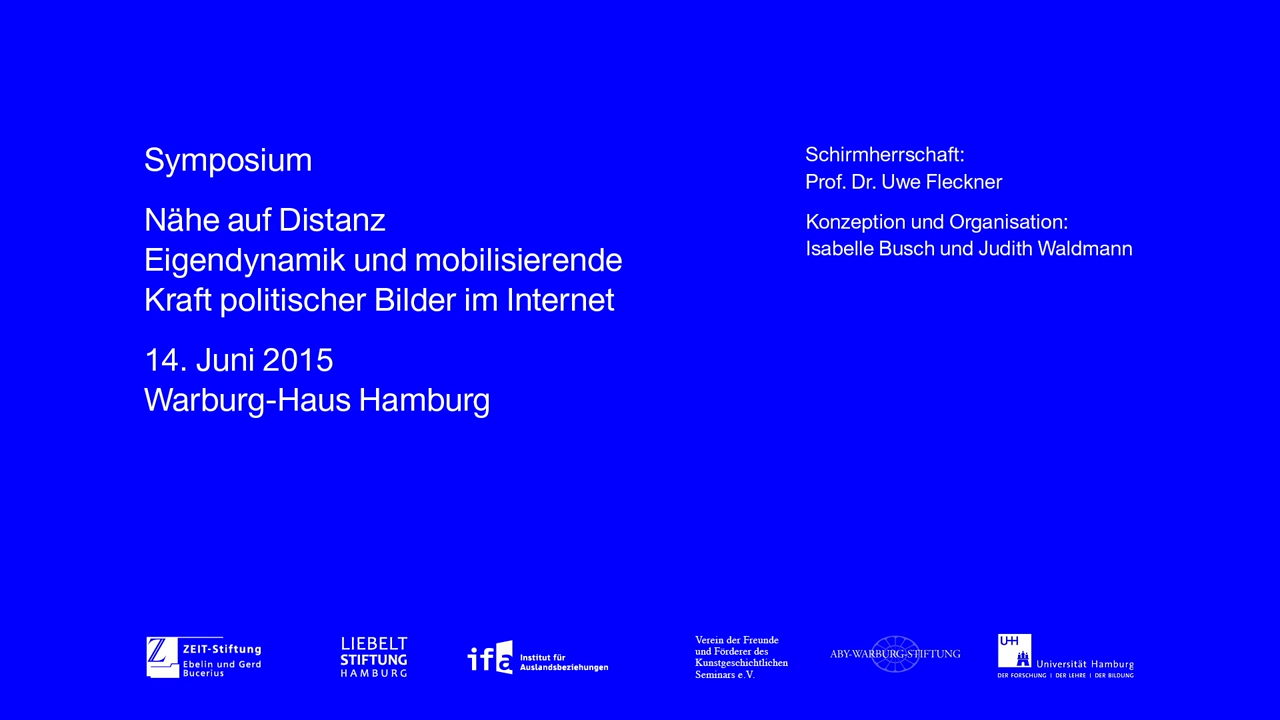 Symposium
Nähe auf Distanz
Eigendynamik und mobilisierende
Kraft politischer Bilder im Internet
14. Juni 2015
Warburg-Haus Hamburg
Schirmherrschaft:
Prof. Dr. Uwe Fleckner
Konzeption und Organisation:
Isabelle Busch und Judith Waldmann
Z
ZEIT-Stiftung
Ebelin und Gerd
Bucerius
LIEBELT
STIFTUNG
HAMBURG
ifa
Institut für
Auslandsbeziehungen
Verein der Freunde
und Förderer des
Kunstgeschichtlichen
Seminars e.V.
ABY-WARBURG-STIFTUNG
UHH
Universität Hamburg
DER FORSCHUNG | DER LEHRE | DER BILDUNG